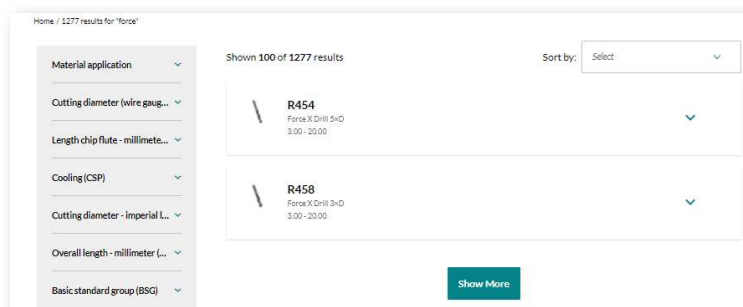 Home / 1277 results for "force"
Material application
Cutting diameter (wire gaug...
Length chip flute - millimete...
Cooling (CSP)
Cutting diameter - imperial l...
Overall length - millimeter (...
Basic standard group (BSG)
Shown 100 of 1277 results
Sort by: Select
R454
Force X Drill 5×D
3.00 - 20.00
R458
Force X Drill 3×D
3.00 - 20.00
Show More